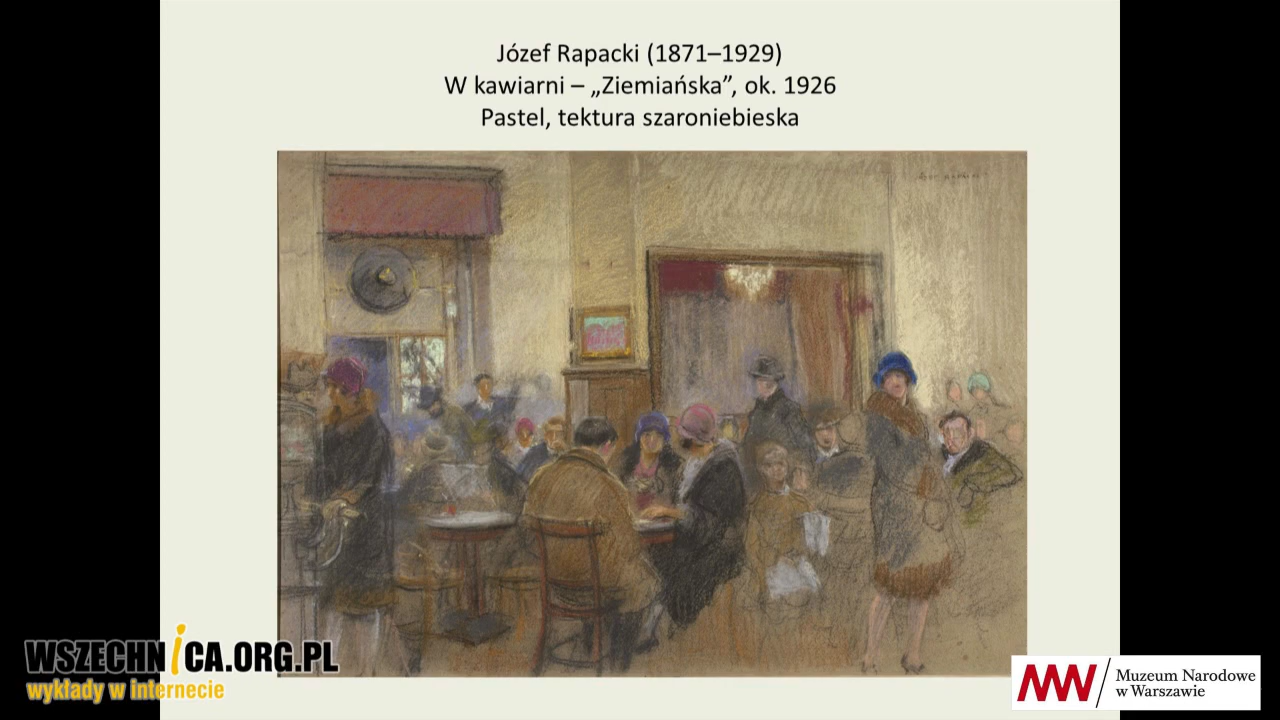 Józef Rapacki (1871–1929)
W kawiarni – „Ziemiańska”, ok. 1926
Pastel, tektura szaroniebieska
WSZECHNICA.ORG.PL
wykłady w internecie
MNW
Muzeum Narodowe
w Warszawie